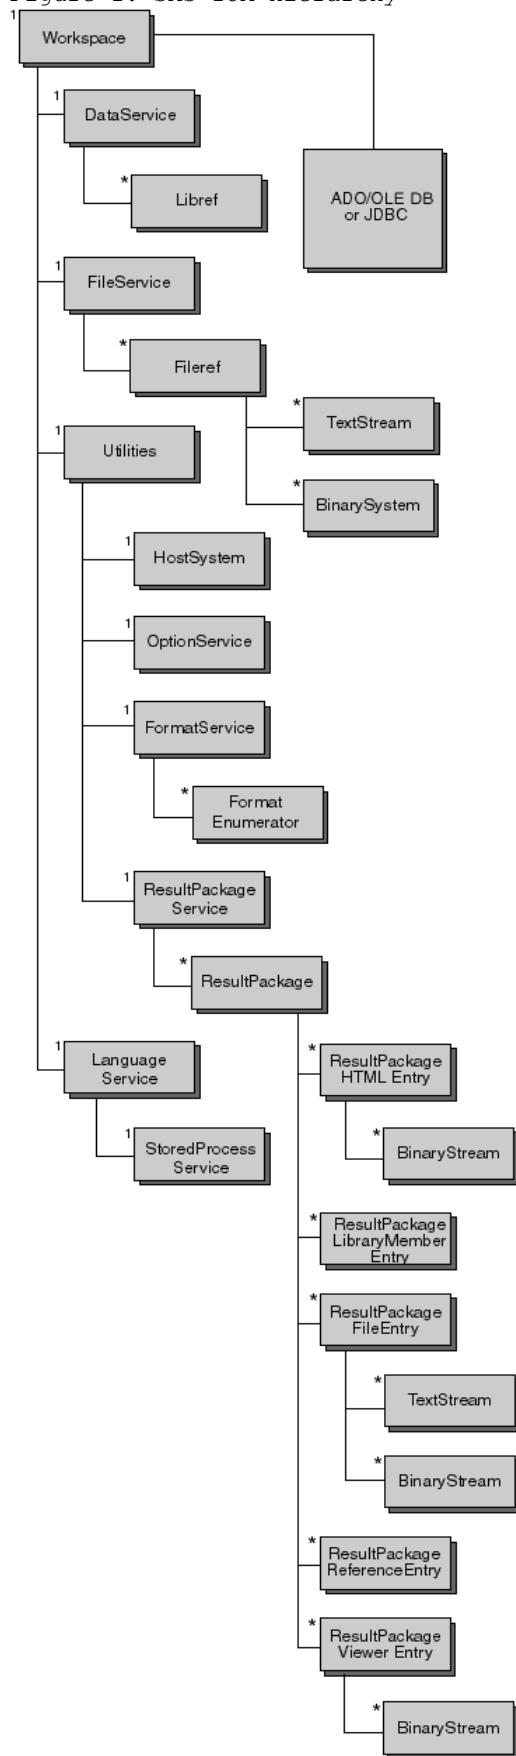 Figure 1. SAS IOM Hierarchy
1
Workspace
1
DataService
*
Libref
ADO/OLE DB
or JDBC
1
FileService
*
Fileref
*
TextStream
1
Utilities
*
BinarySystem
1
HostSystem
1
OptionService
1
FormatService
*
Format
Enumerator
1
ResultPackage
Service
*
ResultPackage
1
Language
Service
*
ResultPackage
HTML Entry
1
StoredProcess
Service
*
BinaryStream
*
ResultPackage
LibraryMember
Entry
*
ResultPackage
FileEntry
*
TextStream
*
BinaryStream
*
ResultPackage
ReferenceEntry
*
ResultPackage
Viewer Entry
*
BinaryStream